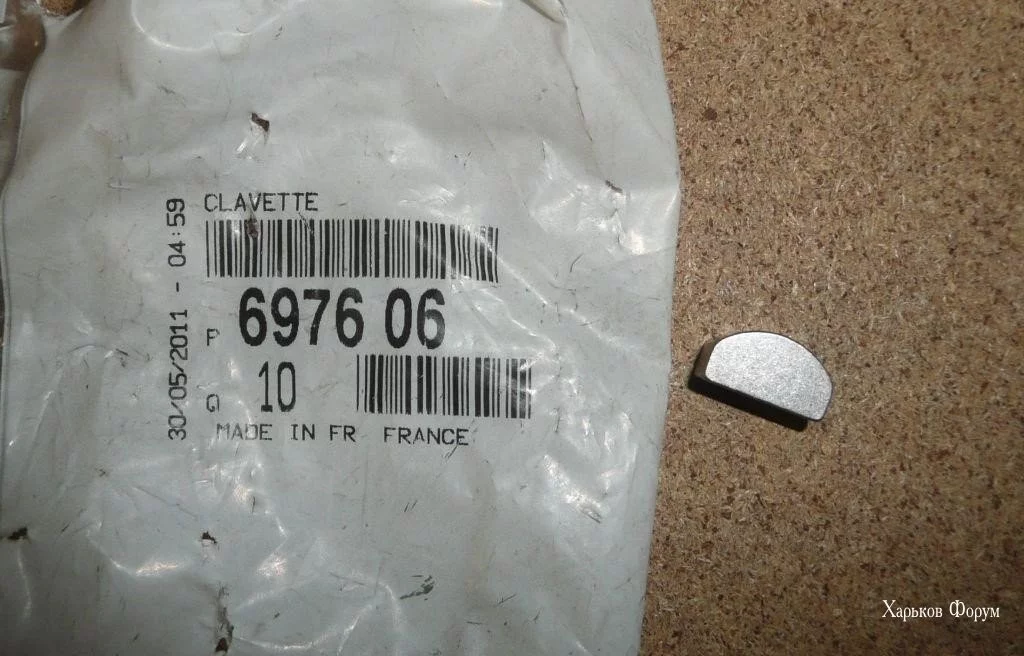 CLAVETTE
30/05/2011 - 04:59
P 6976 06
Q 10
MADE IN FR FRANCE
Харьков Форум